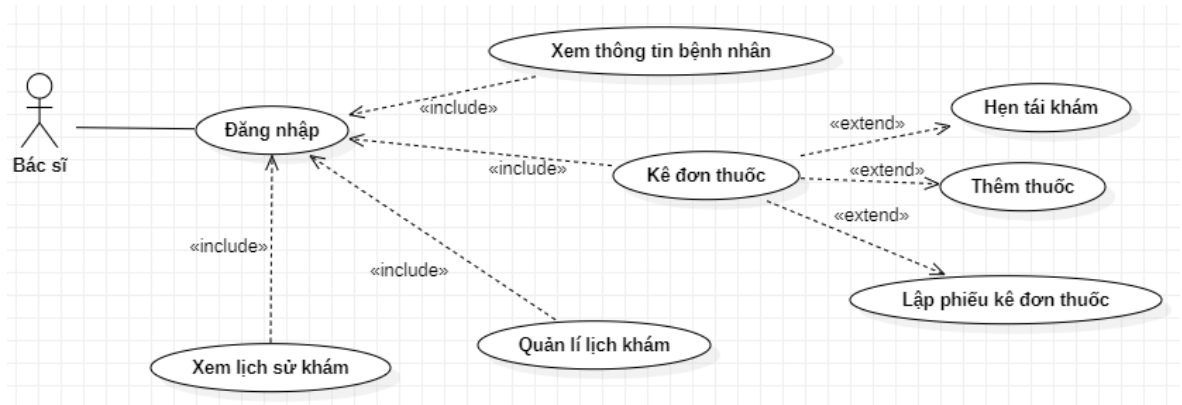 Xem thông tin bệnh nhân
«include»
Đăng nhập
Bác sĩ
«include»
Kê đơn thuốc
«extend»
Hẹn tái khám
«extend»
Thêm thuốc
«extend»
Lập phiếu kê đơn thuốc
«include»
«include»
Xem lịch sử khám
Quản lí lịch khám